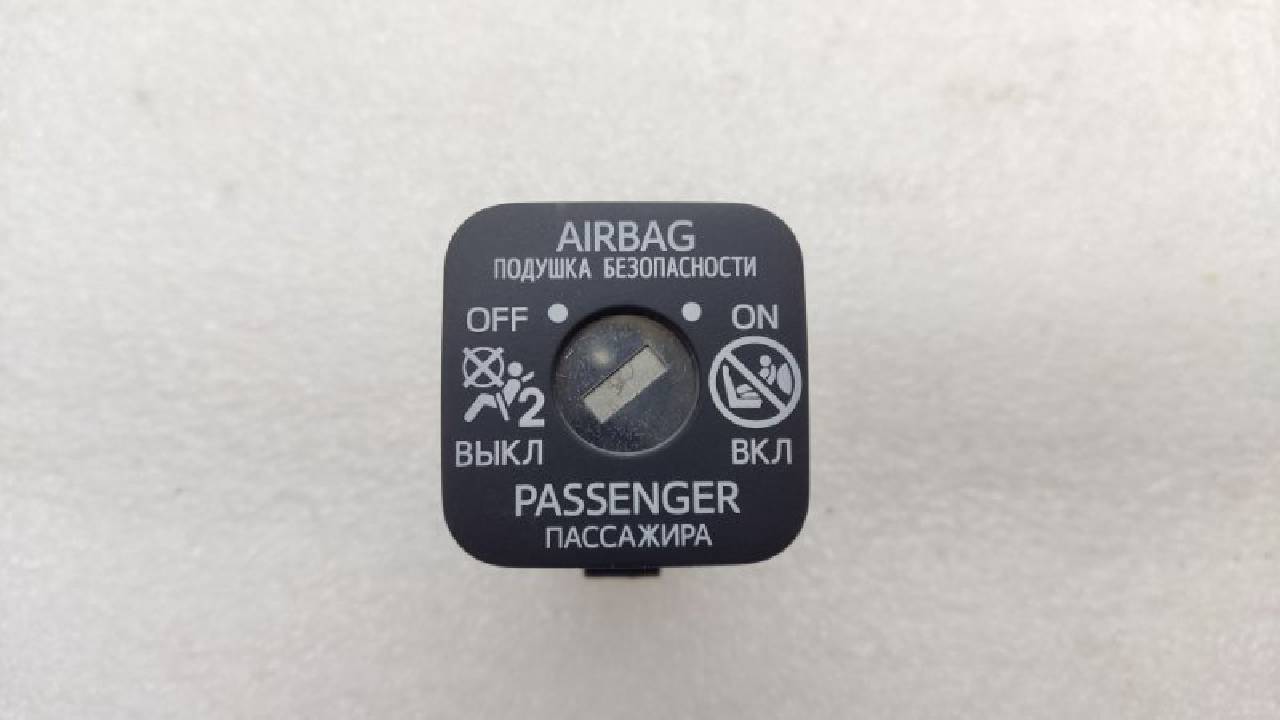 AIRBAG
ПОДУШКА БЕЗОПАСНОСТИ
OFF ON
2
ВЫКЛ ВКЛ
PASSENGER
ПАССАЖИРА